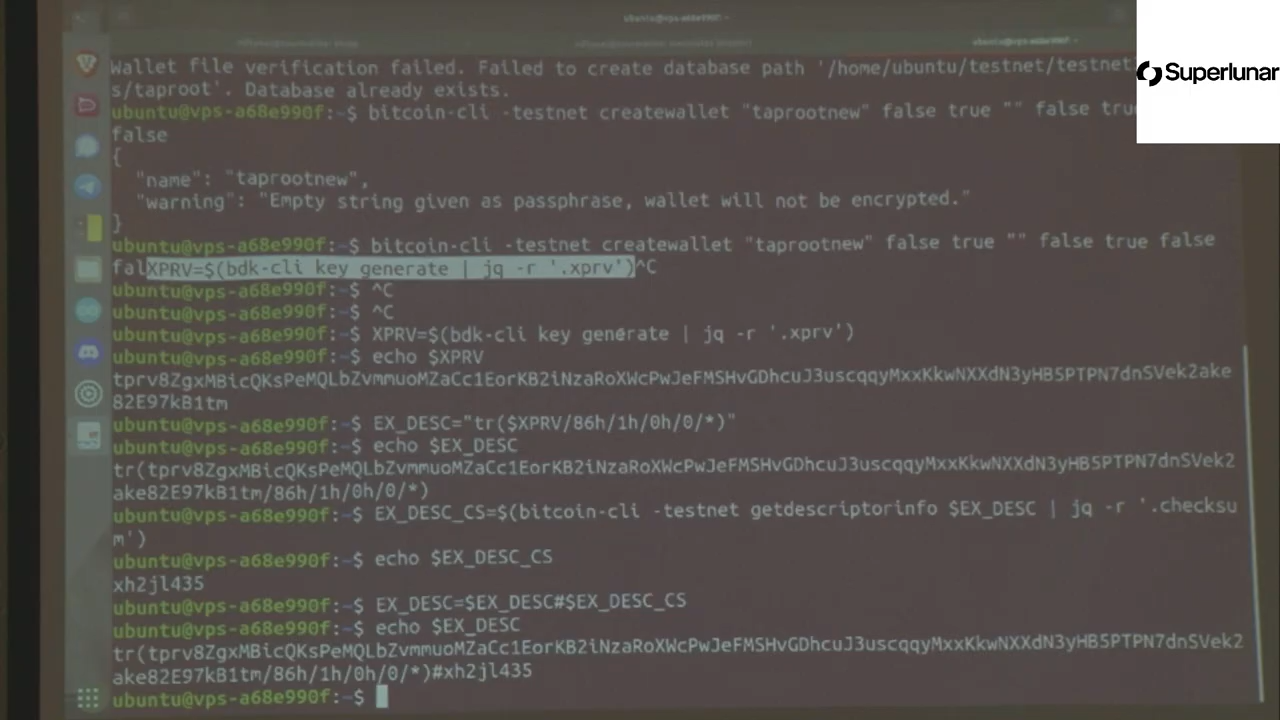 ubuntu@vps-a68e990f: ~
ubuntu@vps-a68e990f: ~
Superlunar
Wallet file verification failed. Failed to create database path '/home/ubuntu/testnet/testnet
s/taproot'. Database already exists.
ubuntu@vps-a68e990f:~$ bitcoin-cli -testnet createwallet "taprootnew" false true "" false true
false
{
"name": "taprootnew",
"warning": "Empty string given as passphrase, wallet will not be encrypted."
}
ubuntu@vps-a68e990f:~$ bitcoin-cli -testnet createwallet "taprootnew" false true "" false true false
falXPRV=$(bdk-cli key generate | jq -r '.xprv')^C
ubuntu@vps-a68e990f:~$ ^C
ubuntu@vps-a68e990f:~$ ^C
ubuntu@vps-a68e990f:~$ XPRV=$(bdk-cli key generate | jq -r '.xprv')
ubuntu@vps-a68e990f:~$ echo $XPRV
tprv8ZgxMBicQKsPeMQLbZvmmuoMZaCc1EorKB2iNzaRoXWcPwJeFMSHvGDhcuJ3uscqqyMxxKkwNXXdN3yHB5PTPN7dnSVek2ake
82E97kB1tm
ubuntu@vps-a68e990f:~$ EX_DESC="tr($XPRV/86h/1h/0h/0/*)"
ubuntu@vps-a68e990f:~$ echo $EX_DESC
tr(tprv8ZgxMBicQKsPeMQLbZvmmuoMZaCc1EorKB2iNzaRoXWcPwJeFMSHvGDhcuJ3uscqqyMxxKkwNXXdN3yHB5PTPN7dnSVek2
ake82E97kB1tm/86h/1h/0h/0/*)
ubuntu@vps-a68e990f:~$ EX_DESC_CS=$(bitcoin-cli -testnet getdescriptorinfo $EX_DESC | jq -r '.checksu
m')
ubuntu@vps-a68e990f:~$ echo $EX_DESC_CS
xh2jl435
ubuntu@vps-a68e990f:~$ EX_DESC=$EX_DESC#$EX_DESC_CS
ubuntu@vps-a68e990f:~$ echo $EX_DESC
tr(tprv8ZgxMBicQKsPeMQLbZvmmuoMZaCc1EorKB2iNzaRoXWcPwJeFMSHvGDhcuJ3uscqqyMxxKkwNXXdN3yHB5PTPN7dnSVek2
ake82E97kB1tm/86h/1h/0h/0/*)#xh2jl435
ubuntu@vps-a68e990f:~$